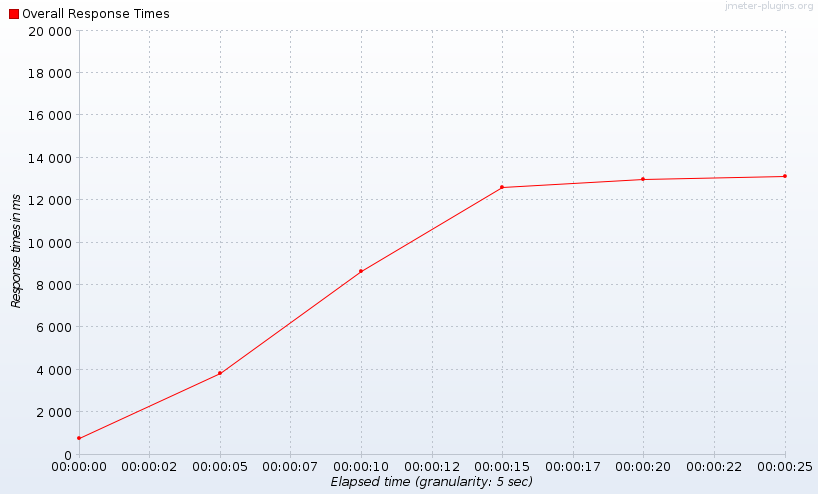 jmeter-plugins.org
Overall Response Times
20 000
18 000
16 000
14 000
12 000
10 000
8 000
6 000
4 000
2 000
0
Response times in ms
00:00:00 00:00:02 00:00:05 00:00:07 00:00:10 00:00:12 00:00:15 00:00:17 00:00:20 00:00:22 00:00:25
Elapsed time (granularity: 5 sec)